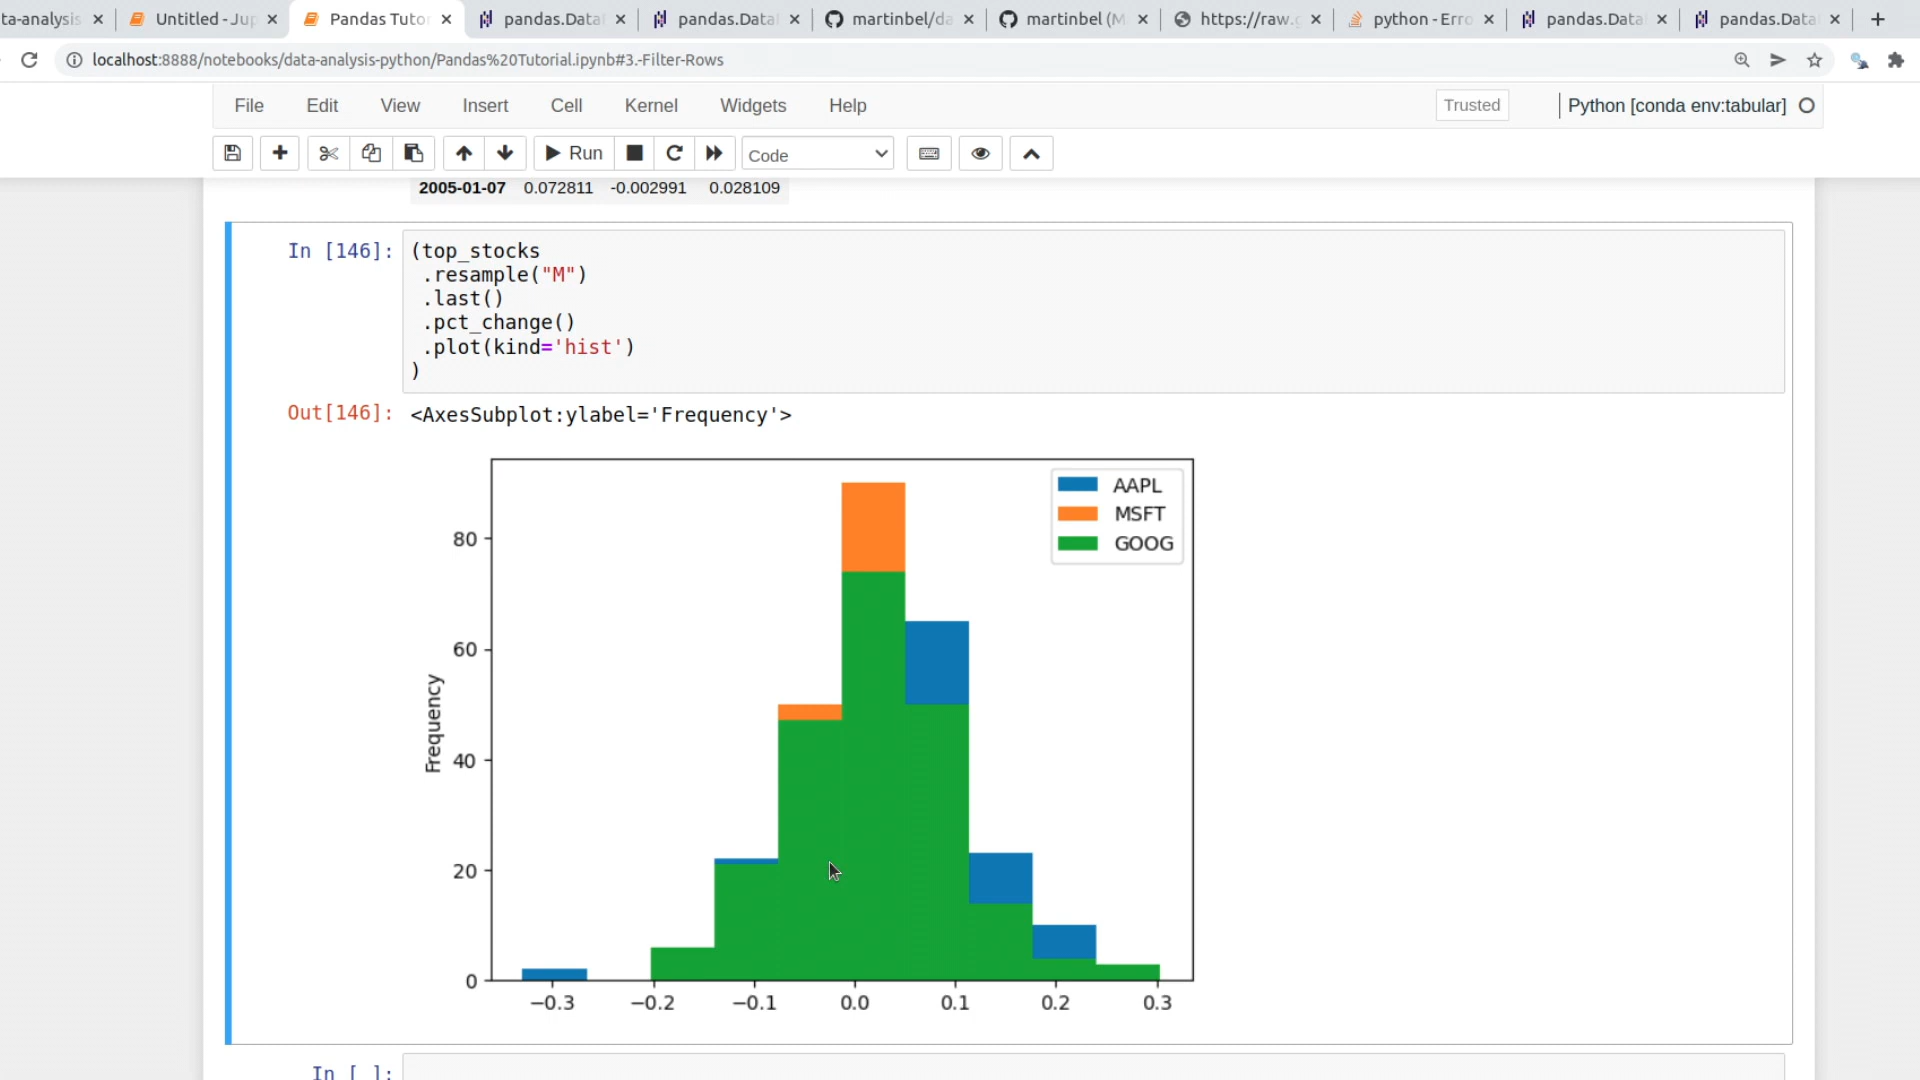 ta-analysis Untitled - Jup Pandas Tutor pandas.Data pandas.Data martinbel/da martinbel (M https://raw.g python - Erro pandas.Data pandas.Data
localhost:8888/notebooks/data-analysis-python/Pandas%20Tutorial.ipynb#3.-Filter-Rows
File Edit View Insert Cell Kernel Widgets Help Trusted Python [conda env:tabular]
Run Code
2005-01-07 0.072811 -0.002991 0.028109
In [146]: (top_stocks
.resample("M")
.last()
.pct_change()
.plot(kind='hist')
)
Out[146]: <AxesSubplot:ylabel='Frequency'>
AAPL
MSFT
GOOG
80
60
40
20
0
Frequency
−0.3 −0.2 −0.1 0.0 0.1 0.2 0.3
In [ ]: